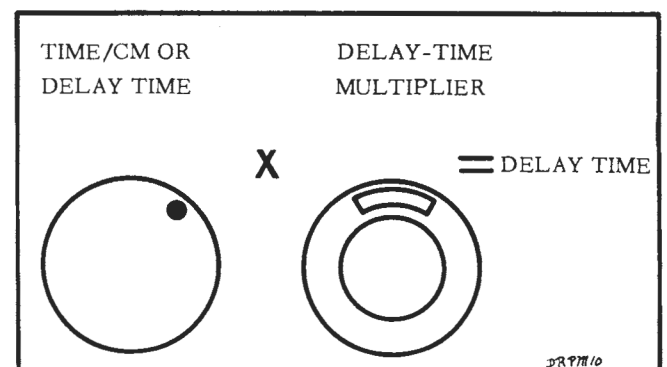 TIME/CM OR
DELAY TIME
DELAY-TIME
MULTIPLIER
X
= DELAY TIME